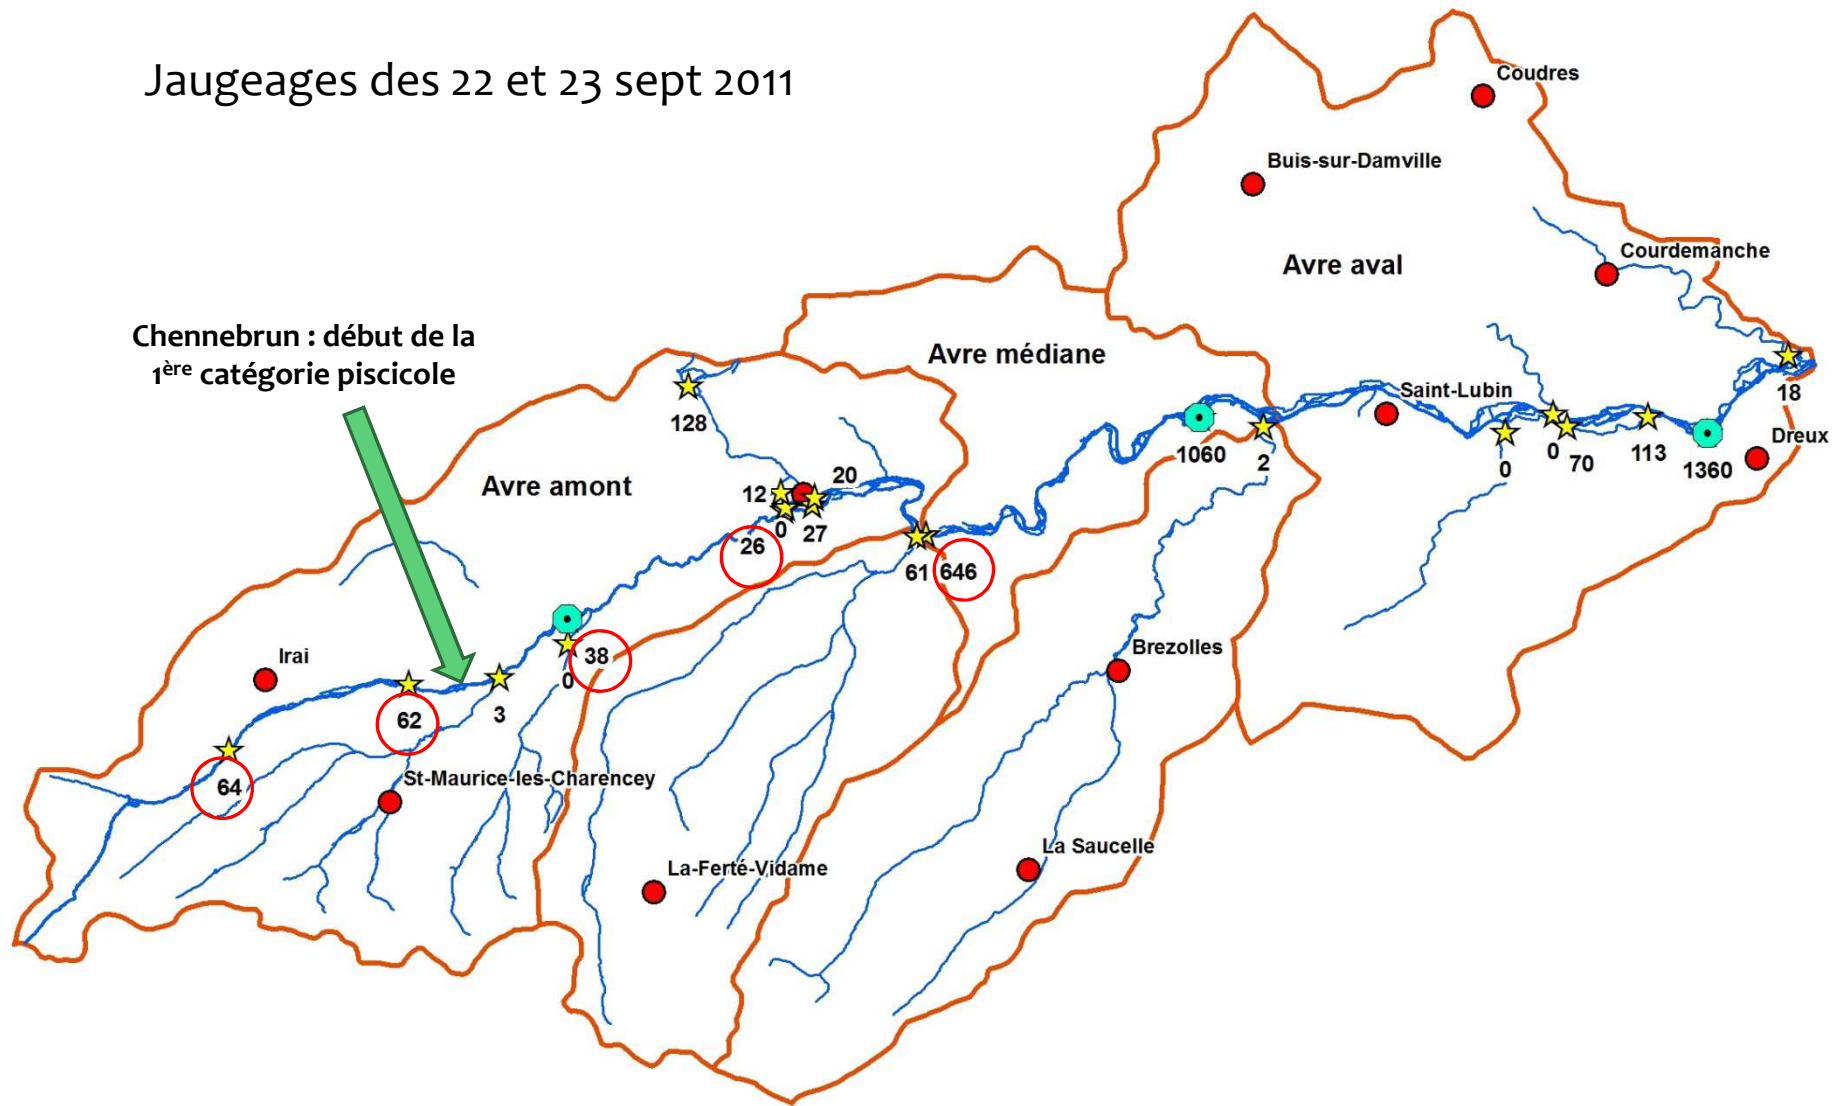 Jaugeages des 22 et 23 sept 2011
Coudres
Buis-sur-Damville
Courdemanche
Avre aval
Chennebrun : début de la
1ère catégorie piscicole
Avre médiane
Saint-Lubin
18
128
Dreux
1060
2
0
0
70
113
1360
Avre amont
12
20
0
27
26
61
646
Irai
38
0
Brezolles
62
3
64
St-Maurice-les-Charencey
La Saucelle
La-Ferté-Vidame